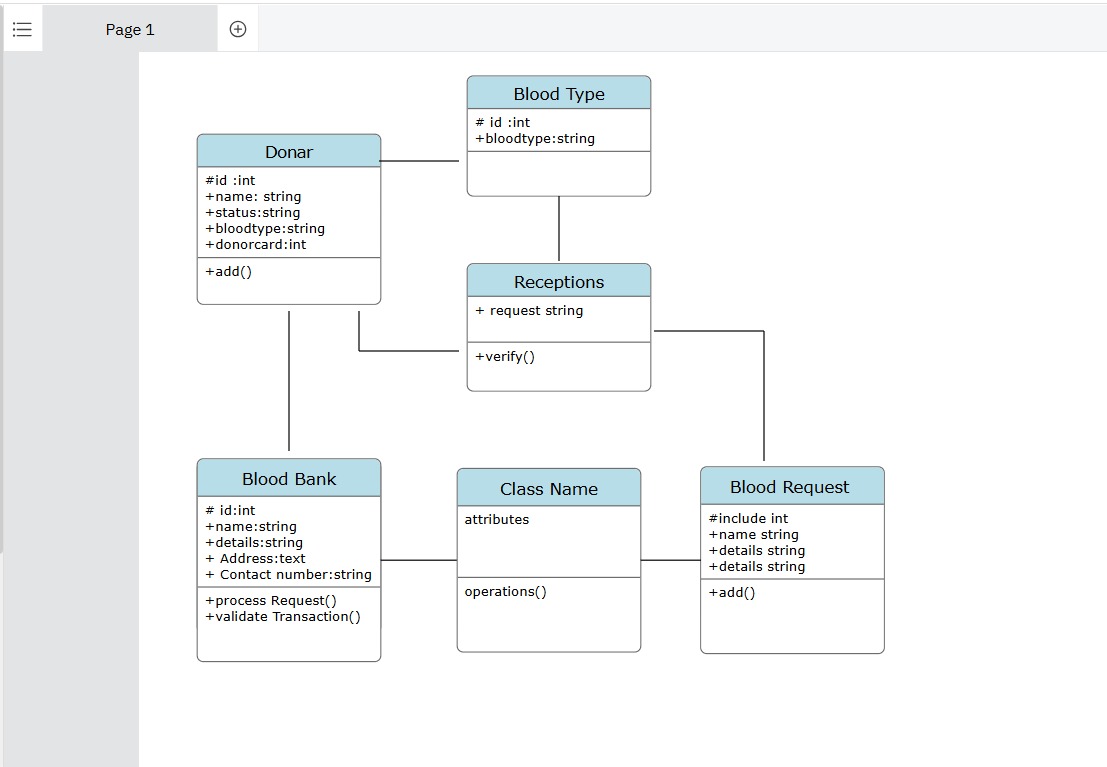 Page 1
Blood Type
# id :int
+bloodtype:string
Donar
#id :int
+name: string
+status:string
+bloodtype:string
+donorcard:int
+add()
Receptions
+ request string
+verify()
Blood Bank
# id:int
+name:string
+details:string
+ Address:text
+ Contact number:string
+process Request()
+validate Transaction()
Class Name
attributes
operations()
Blood Request
#include int
+name string
+details string
+details string
+add()